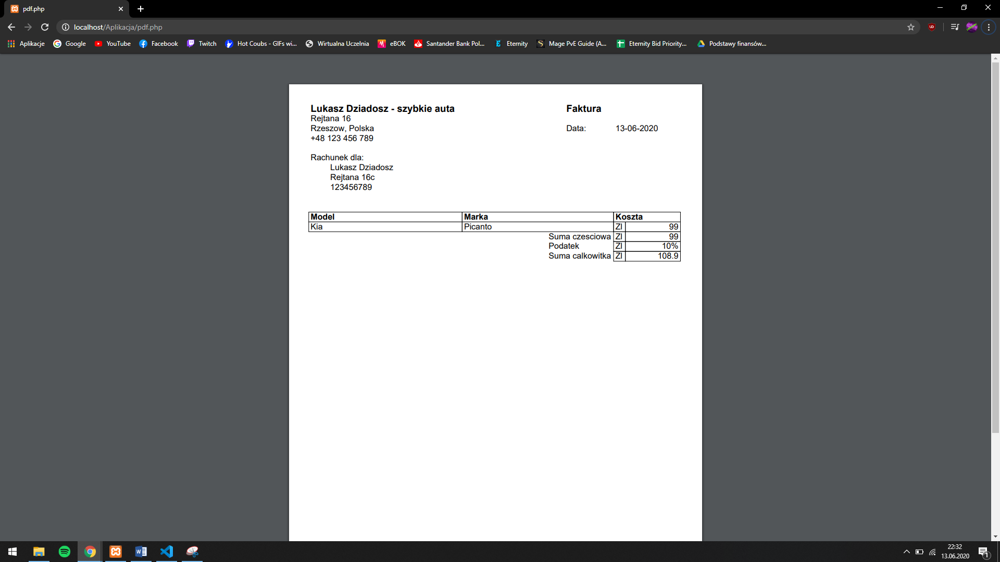 pdf.php
localhost/Aplikacja/pdf.php
Aplikacje Google YouTube Facebook Twitch Hot Coubs - GIFs wi... Wirtualna Uczelnia eBOK Santander Bank Pol... Eternity Mage PvE Guide (A... Eternity Bid Priority... Podstawy finansów...
Lukasz Dziadosz - szybkie auta Faktura
Rejtana 16
Rzeszow, Polska Data: 13-06-2020
+48 123 456 789
Rachunek dla:
Lukasz Dziadosz
Rejtana 16c
123456789
Model Marka Koszta
Kia Picanto Zl 99
Suma czesciowa Zl 99
Podatek Zl 10%
Suma calkowitka Zl 108.9
22:32
13.06.2020
1